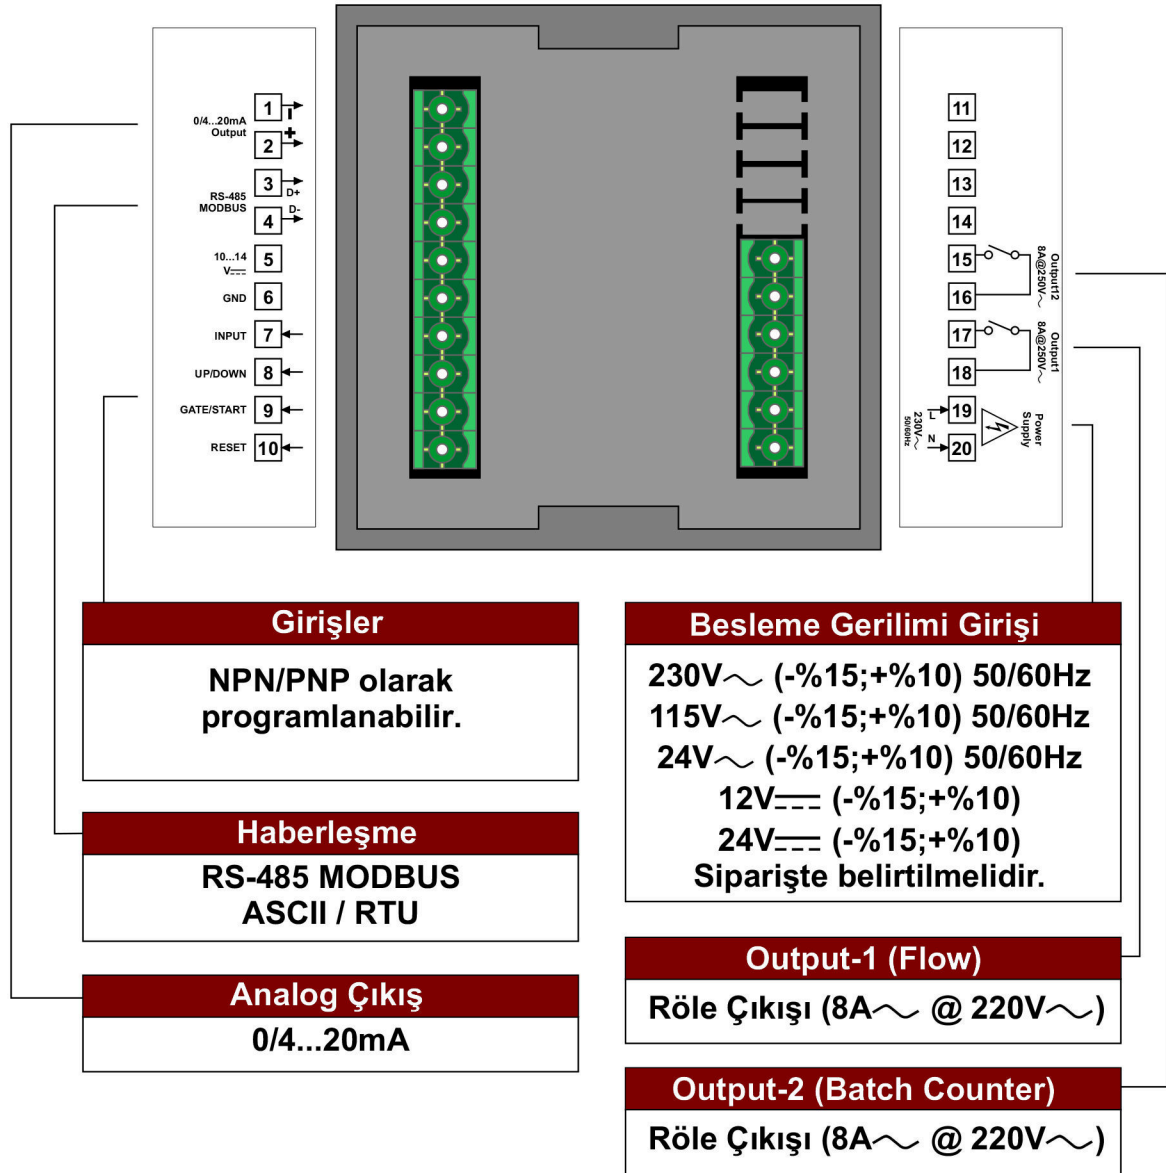 1
0/4...20mA
Output
+
2
3
D+
RS-485
MODBUS
D-
4
10...14
V
5
GND
6
INPUT
7
UP/DOWN
8
GATE/START
9
RESET
10
11
12
13
14
15
16
Output12
8A@250V～
17
18
Output1
8A@250V～
19
L
20
N
230V～
50/60Hz
Power
Supply
Girişler
NPN/PNP olarak
programlanabilir.
Haberleşme
RS-485 MODBUS
ASCII / RTU
Analog Çıkış
0/4...20mA
Besleme Gerilimi Girişi
230V～ (-%15;+%10) 50/60Hz
115V～ (-%15;+%10) 50/60Hz
24V～ (-%15;+%10) 50/60Hz
12V⎓ (-%15;+%10)
24V⎓ (-%15;+%10)
Siparişte belirtilmelidir.
Output-1 (Flow)
Röle Çıkışı (8A～ @ 220V～)
Output-2 (Batch Counter)
Röle Çıkışı (8A～ @ 220V～)